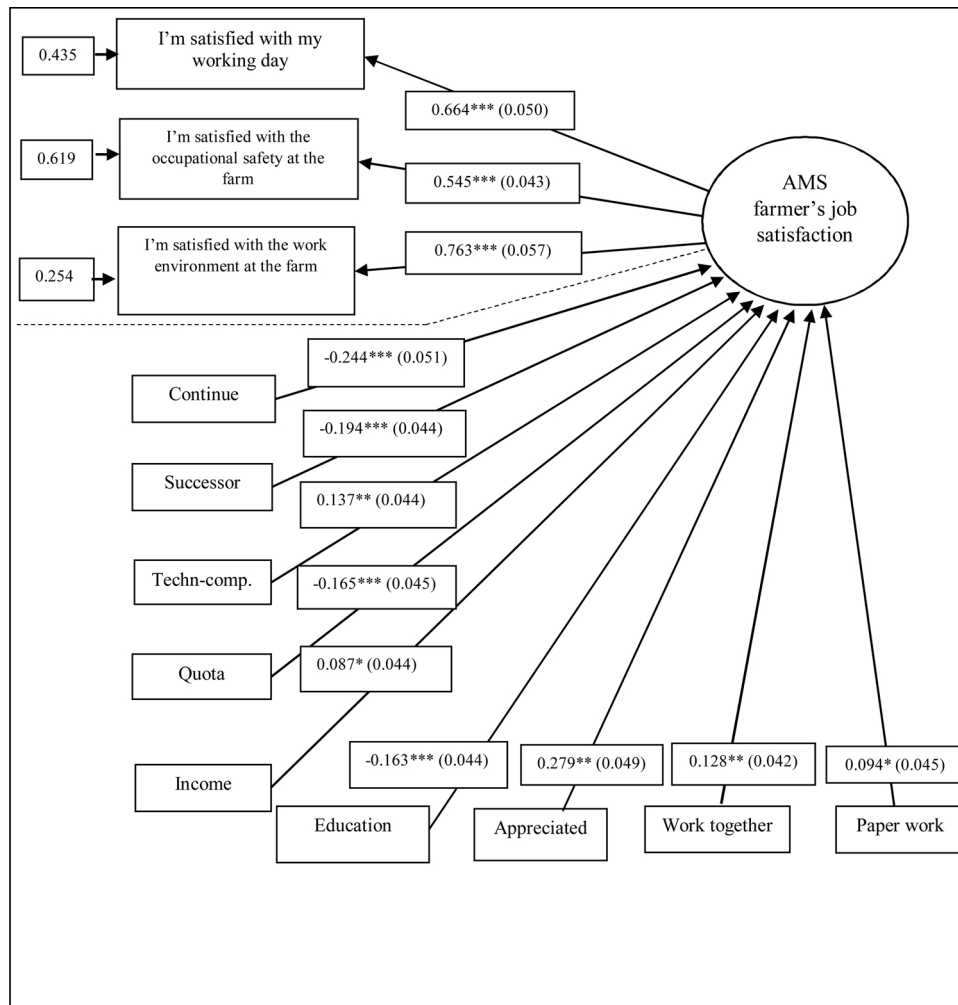 0.435
I’m satisfied with my
working day
0.664*** (0.050)
0.619
I’m satisfied with the
occupational safety at the
farm
0.545*** (0.043)
AMS
farmer’s job
satisfaction
0.254
I’m satisfied with the work
environment at the farm
0.763*** (0.057)
-0.244*** (0.051)
Continue
-0.194*** (0.044)
Successor
0.137** (0.044)
Techn-comp.
-0.165*** (0.045)
Quota
0.087* (0.044)
Income
-0.163*** (0.044)
0.279** (0.049)
0.128** (0.042)
0.094* (0.045)
Education
Appreciated
Work together
Paper work